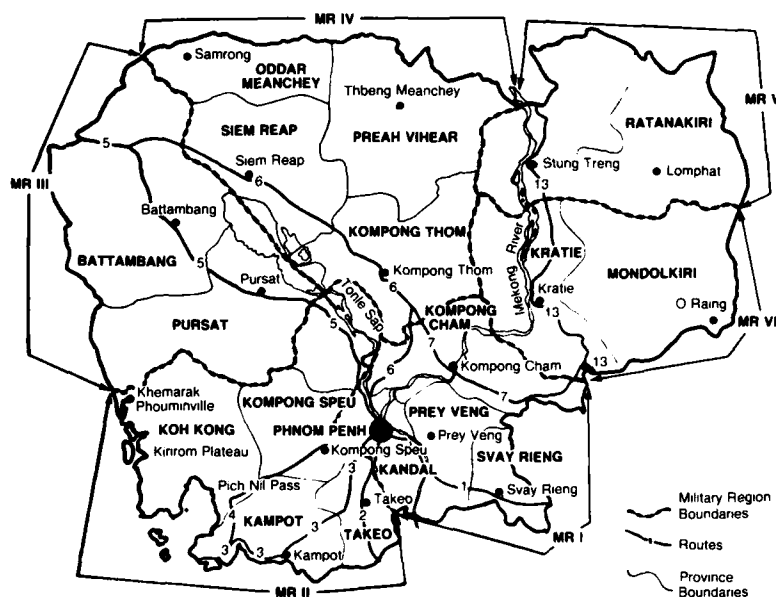 MR IV
Samrong
ODDAR
MEANCHEY
Thbeng Meanchey
MR V
SIEM REAP
PREAH VIHEAR
RATANAKIRI
5
Siem Reap
6
Stung Treng
13
Lomphat
MR III
Battambang
KOMPONG THOM
Mekong River
KRATIE
BATTAMBANG
5
Pursat
Tonle Sap
Kompong Thom
6
MONDOLKIRI
Kratie
13
O Raing
KOMPONG
CHAM
PURSAT
5
7
MR VI
6
Kompong Cham
13
7
Khemarak
Phouminville
KOMPONG SPEU
PREY VENG
KOH KONG
PHNOM PENH
Prey Veng
Kirirom Plateau
Kompong Speu
SVAY RIENG
3
KANDAL
Pich Nil Pass
1
Svay Rieng
4
KAMPOT
3
2
Takeo
TAKEO
MR I
3
3
Kampot
MR II
Military Region
Boundaries
Routes
Province
Boundaries